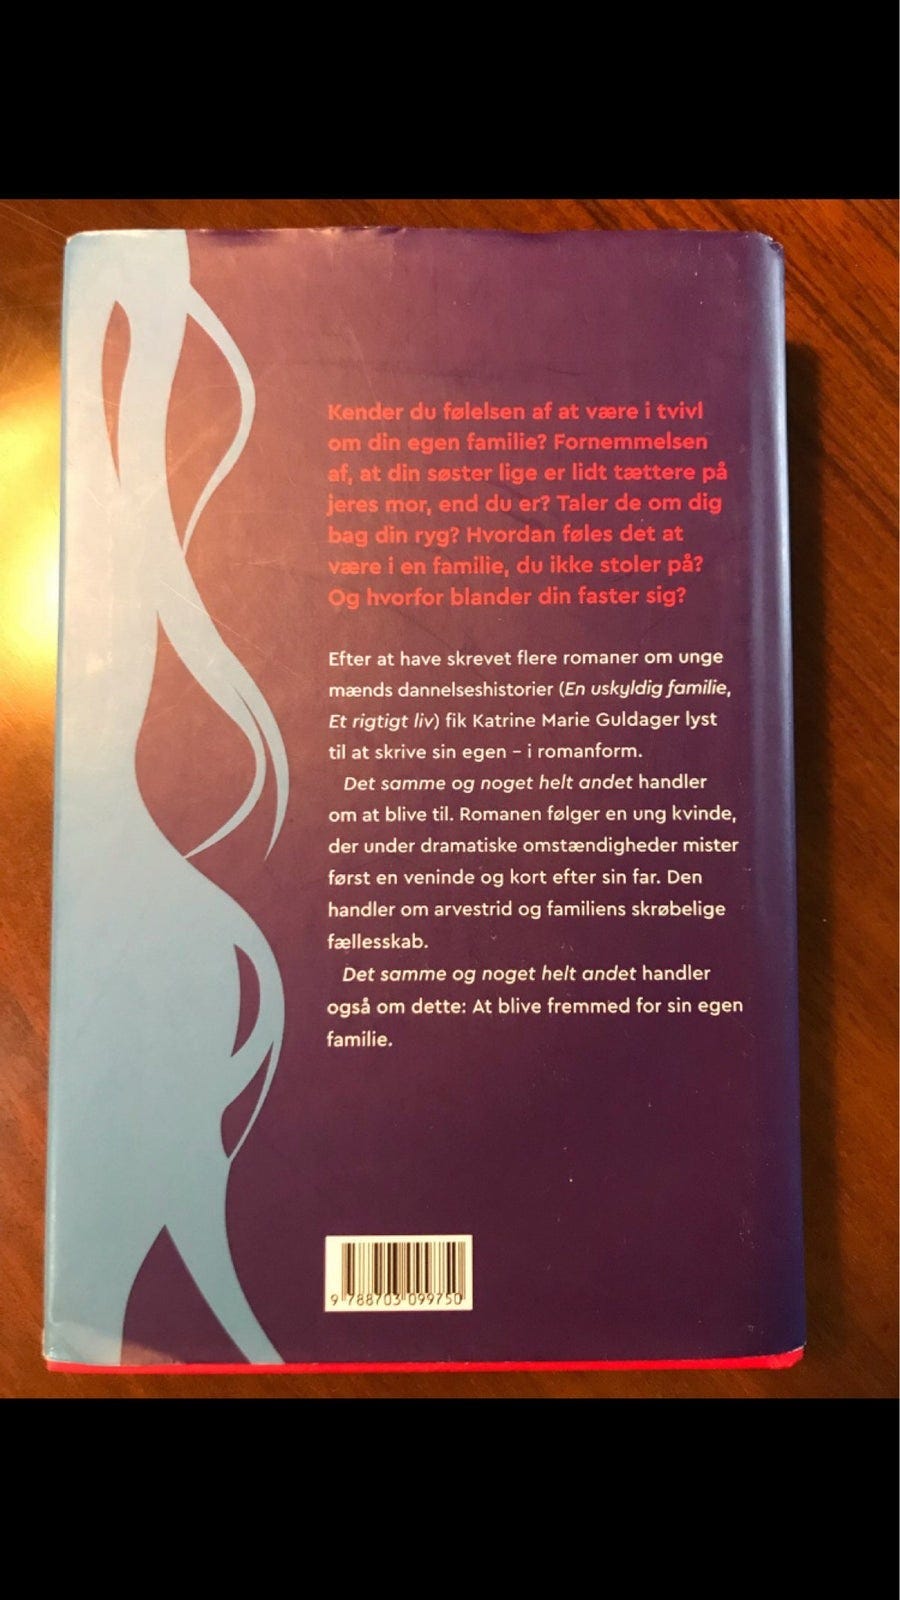 Kender du følelsen af at være i tvivl
om din egen familie? Fornemmelsen
af, at din søster lige er lidt tættere på
jeres mor, end du er? Taler de om dig
bag din ryg? Hvordan føles det at
være i en familie, du ikke stoler på?
Og hvorfor blander din faster sig?
Efter at have skrevet flere romaner om unge
mænds dannelseshistorier (En uskyldig familie,
Et rigtigt liv) fik Katrine Marie Guldager lyst
til at skrive sin egen – i romanform.
Det samme og noget helt andet handler
om at blive til. Romanen følger en ung kvinde,
der under dramatiske omstændigheder mister
først en veninde og kort efter sin far. Den
handler om arvestrid og familiens skrøbelige
fællesskab.
Det samme og noget helt andet handler
også om dette: At blive fremmed for sin egen
familie.
9 788703 099750